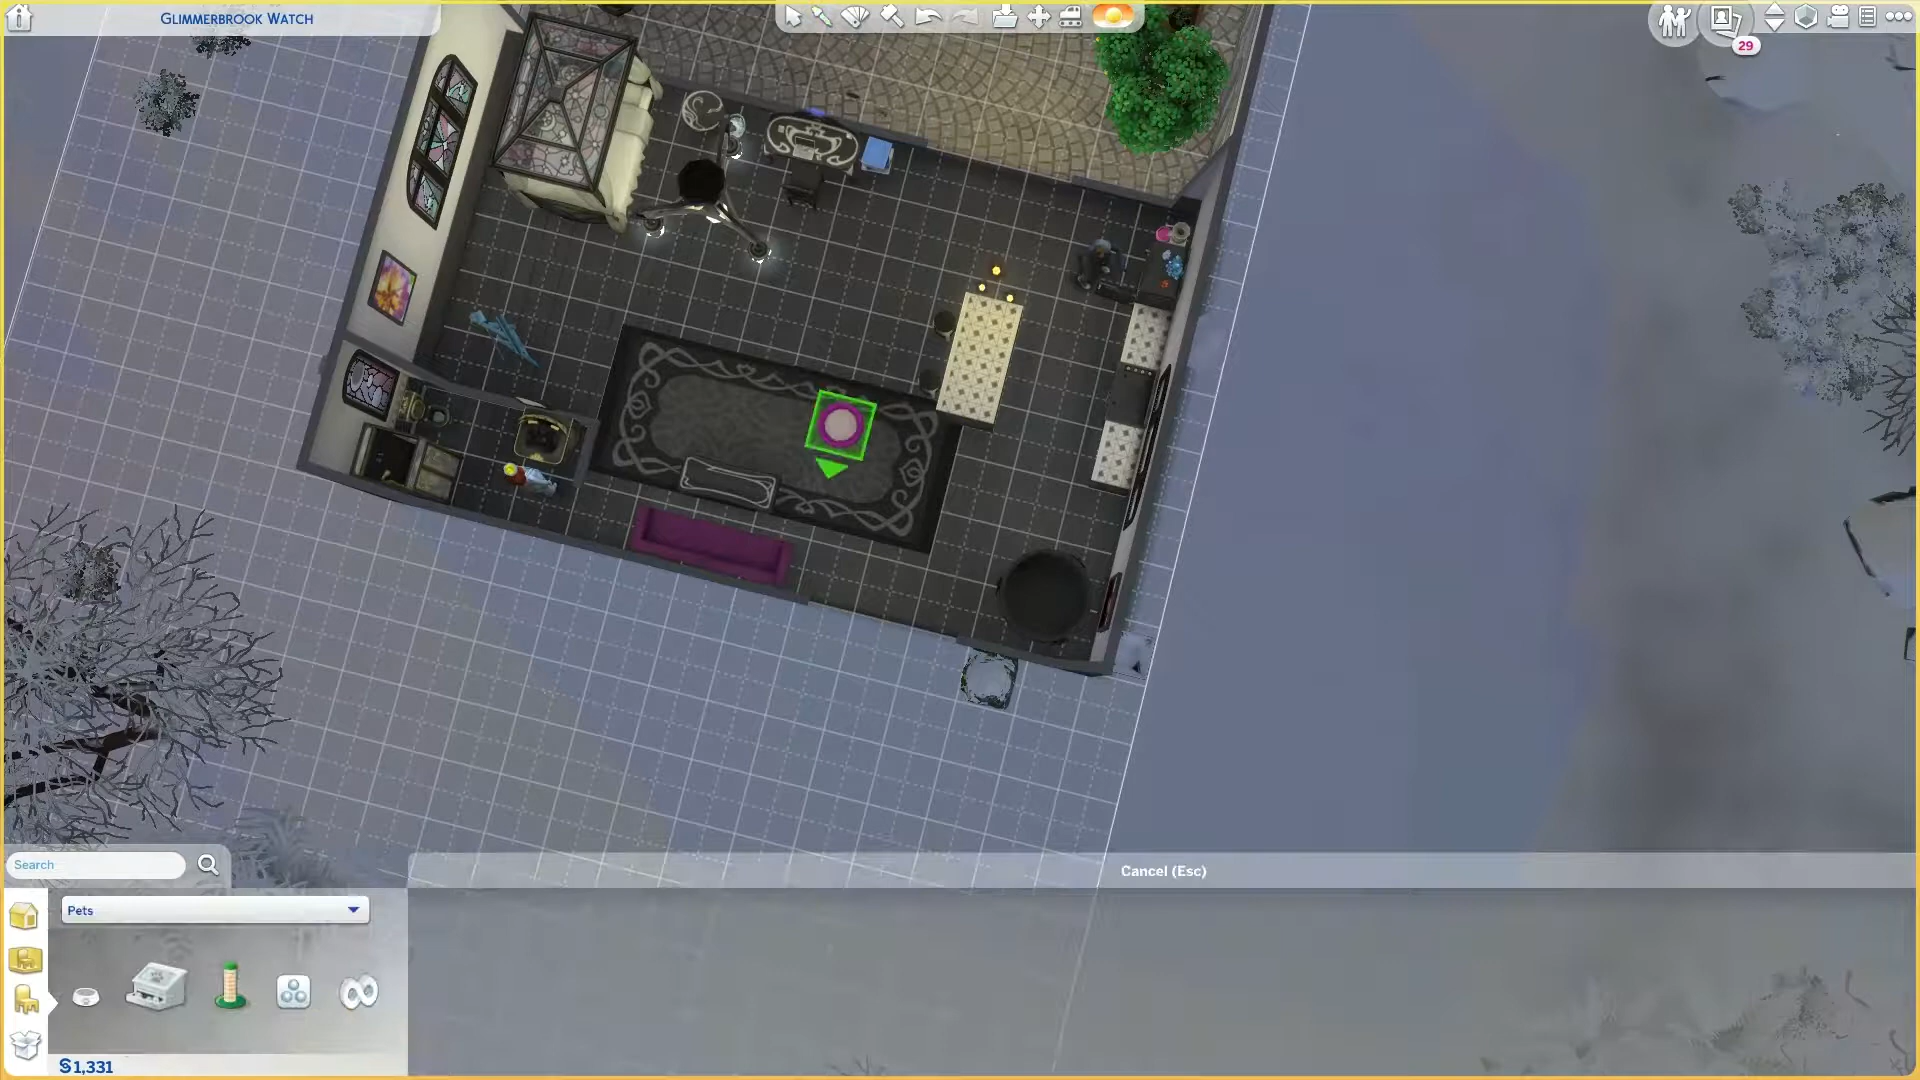 GLIMMERBROOK WATCH
29
Cancel (Esc)
Search
Pets
§1,331